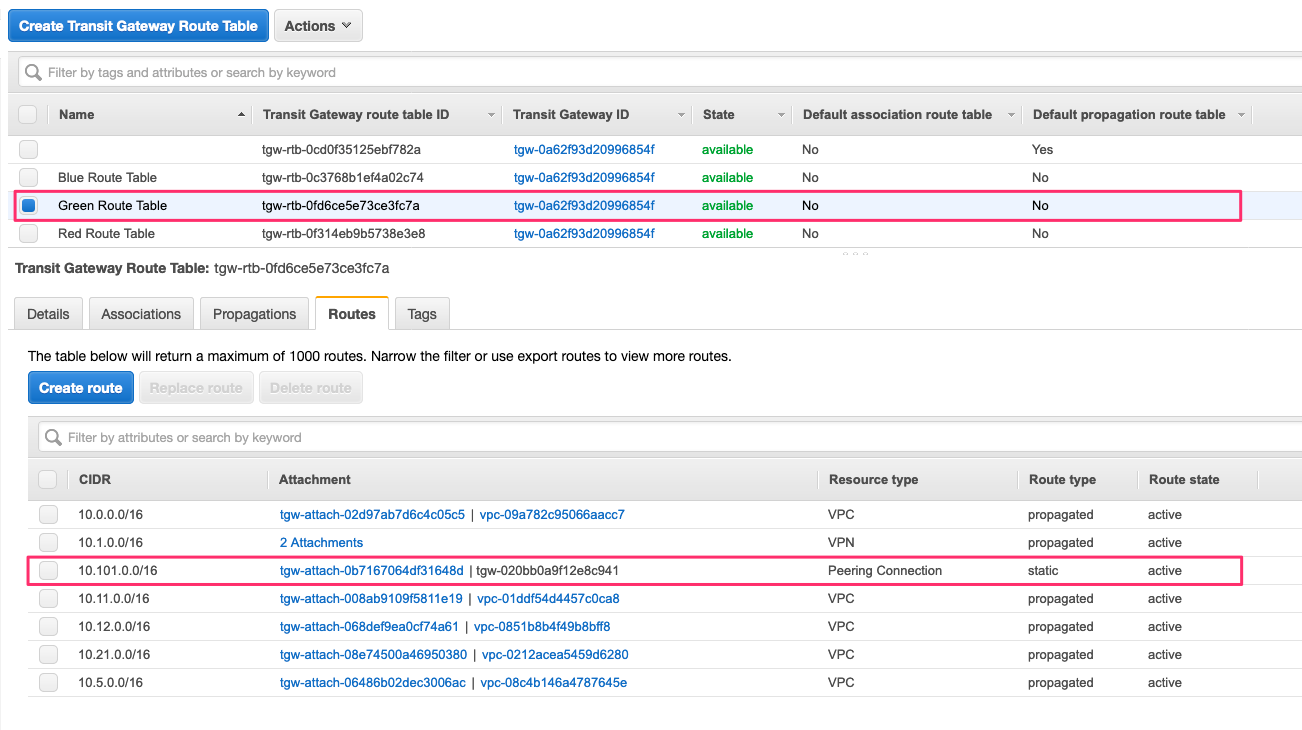 Create Transit Gateway Route Table Actions
Filter by tags and attributes or search by keyword
Name Transit Gateway route table ID Transit Gateway ID State Default association route table Default propagation route table
tgw-rtb-0cd0f35125ebf782a tgw-0a62f93d20996854f available No Yes
Blue Route Table tgw-rtb-0c3768b1ef4a02c74 tgw-0a62f93d20996854f available No No
Green Route Table tgw-rtb-0fd6ce5e73ce3fc7a tgw-0a62f93d20996854f available No No
Red Route Table tgw-rtb-0f314eb9b5738e3e8 tgw-0a62f93d20996854f available No No
Transit Gateway Route Table: tgw-rtb-0fd6ce5e73ce3fc7a
Details Associations Propagations Routes Tags
The table below will return a maximum of 1000 routes. Narrow the filter or use export routes to view more routes.
Create route Replace route Delete route
Filter by attributes or search by keyword
CIDR Attachment Resource type Route type Route state
10.0.0.0/16 tgw-attach-02d97ab7d6c4c05c5 | vpc-09a782c95066aacc7 VPC propagated active
10.1.0.0/16 2 Attachments VPN propagated active
10.101.0.0/16 tgw-attach-0b7167064df31648d | tgw-020bb0a9f12e8c941 Peering Connection static active
10.11.0.0/16 tgw-attach-008ab9109f5811e19 | vpc-01ddf54d4457c0ca8 VPC propagated active
10.12.0.0/16 tgw-attach-068def9ea0cf74a61 | vpc-0851b8b4f49b8bff8 VPC propagated active
10.21.0.0/16 tgw-attach-08e74500a46950380 | vpc-0212acea5459d6280 VPC propagated active
10.5.0.0/16 tgw-attach-06486b02dec3006ac | vpc-08c4b146a4787645e VPC propagated active